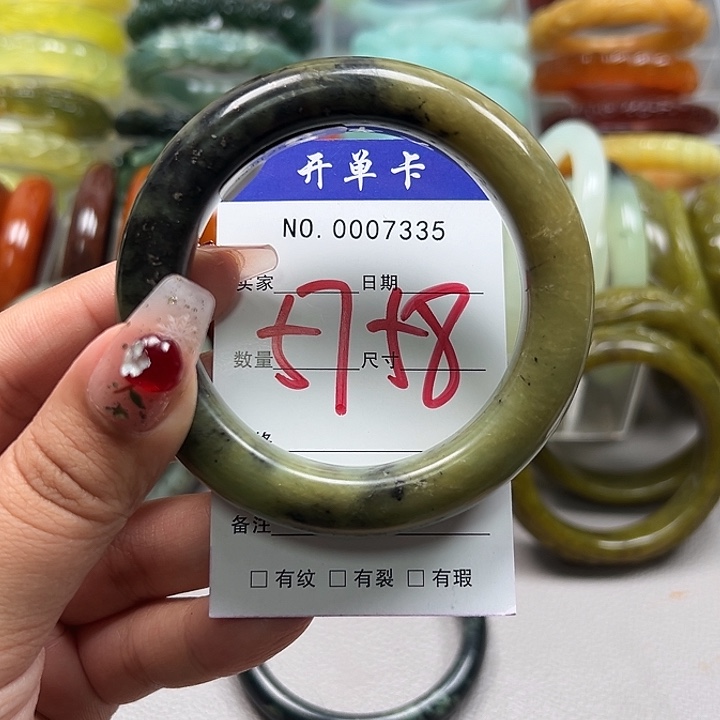 开单卡
NO. 0007335
卖家 日期
57 58
数量 尺寸
备注
□ 有纹 □ 有裂 □ 有瑕